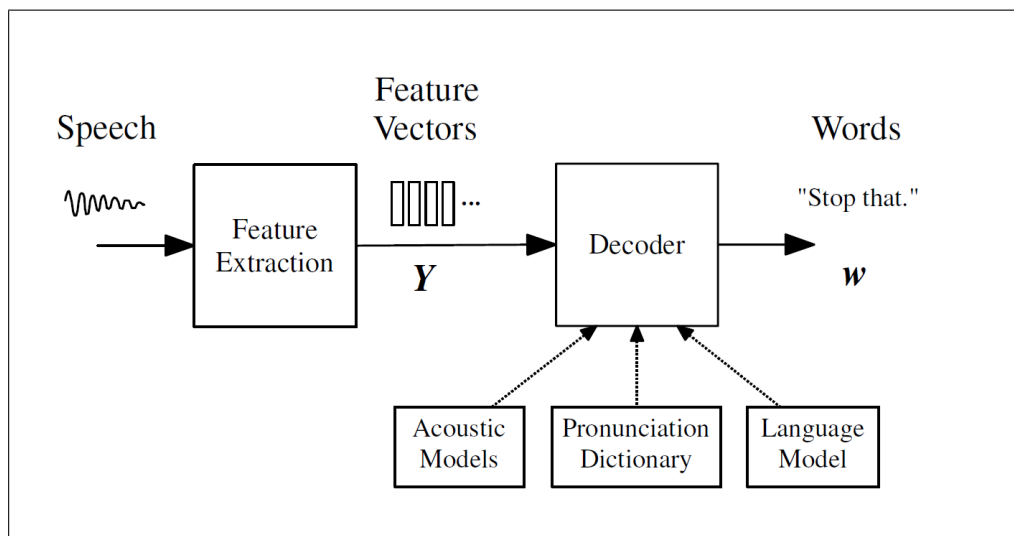 Speech
Feature
Vectors
Words
...
"Stop that."
Feature
Extraction
Y
Decoder
w
Acoustic
Models
Pronunciation
Dictionary
Language
Model